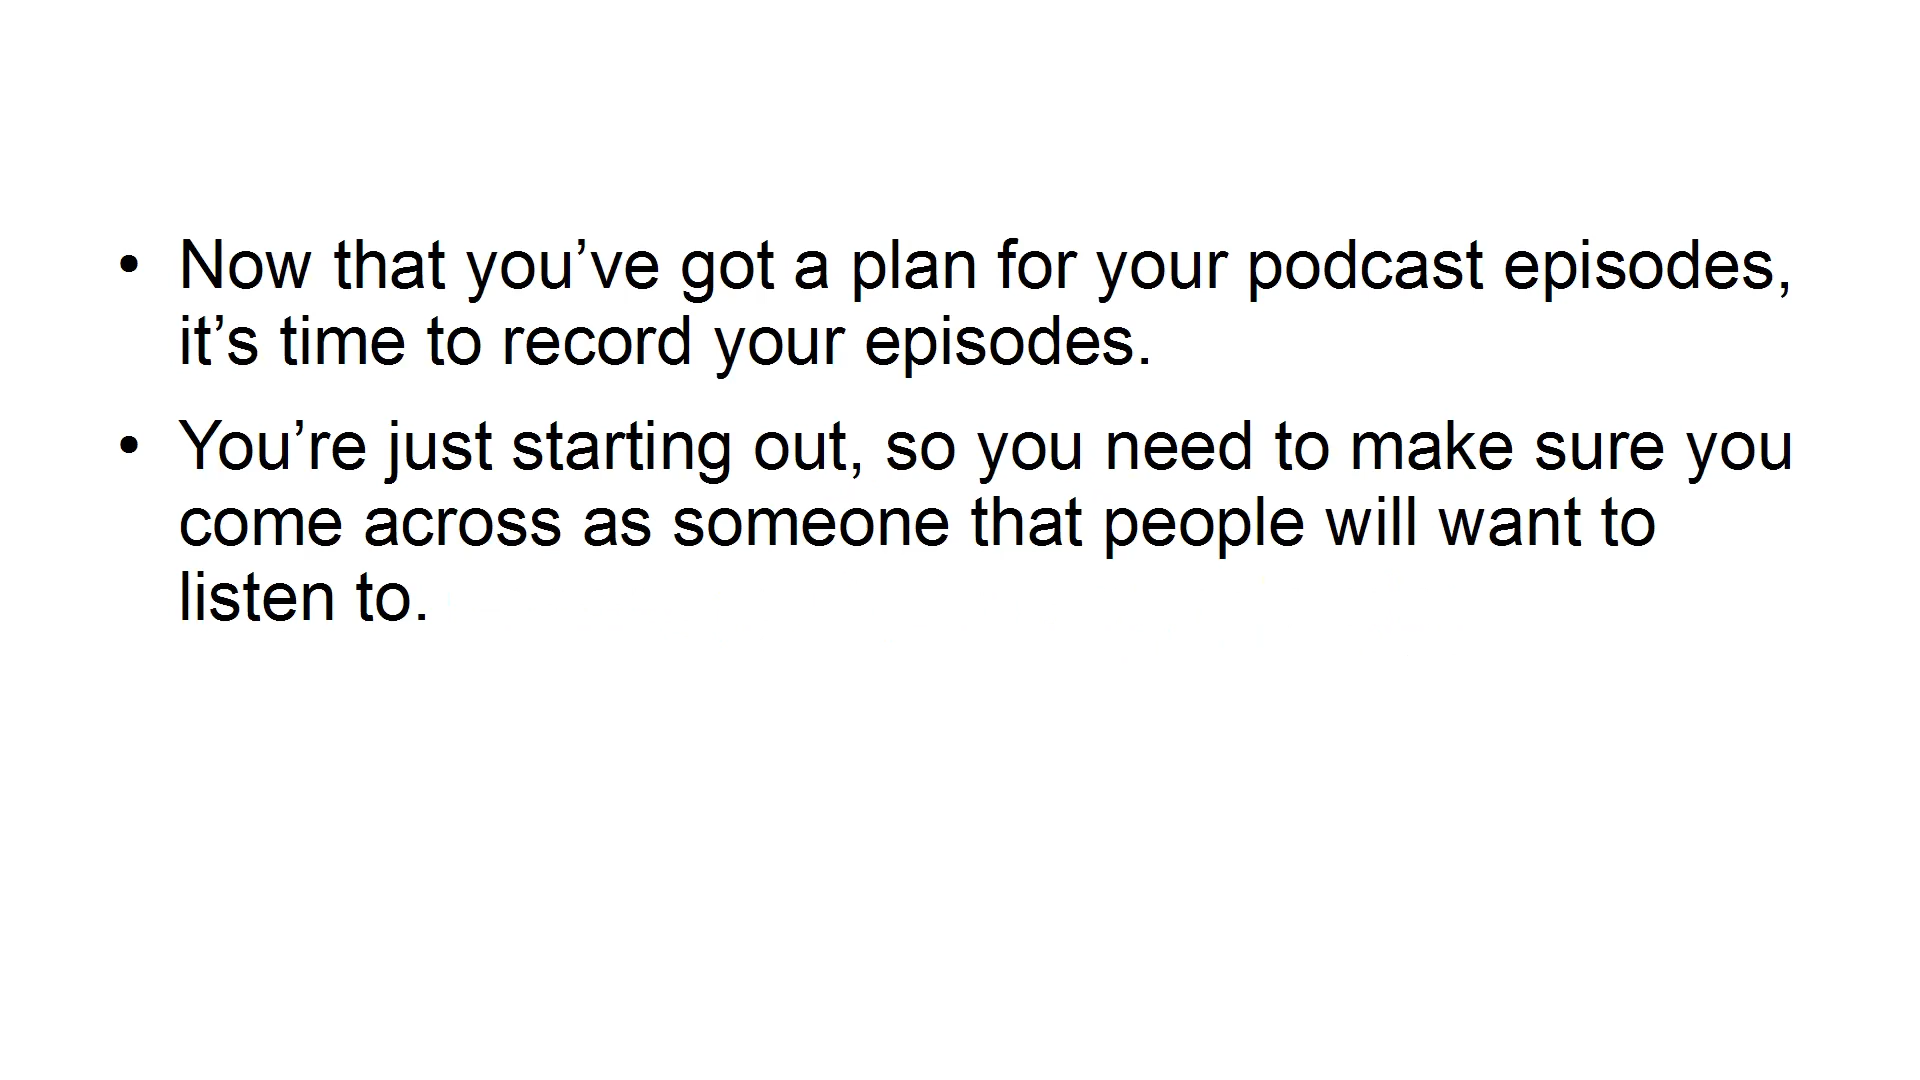 • Now that you’ve got a plan for your podcast episodes,
it’s time to record your episodes.
• You’re just starting out, so you need to make sure you
come across as someone that people will want to
listen to.